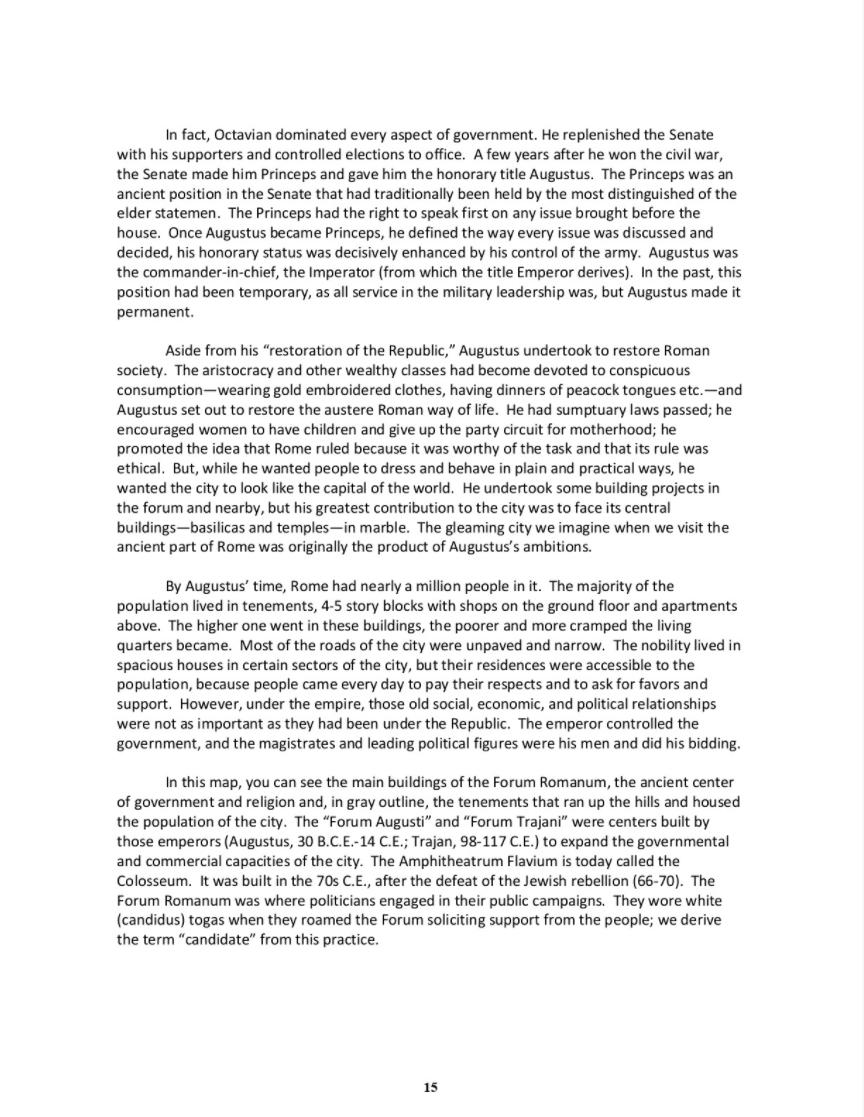 In fact, Octavian dominated every aspect of government. He replenished the Senate
with his supporters and controlled elections to office.  A few years after he won the civil war,
the Senate made him Princeps and gave him the honorary title Augustus.  The Princeps was an
ancient position in the Senate that had traditionally been held by the most distinguished of the
elder statemen.  The Princeps had the right to speak first on any issue brought before the
house.  Once Augustus became Princeps, he defined the way every issue was discussed and
decided, his honorary status was decisively enhanced by his control of the army.  Augustus was
the commander-in-chief, the Imperator (from which the title Emperor derives).  In the past, this
position had been temporary, as all service in the military leadership was, but Augustus made it
permanent.
Aside from his “restoration of the Republic,” Augustus undertook to restore Roman
society.  The aristocracy and other wealthy classes had become devoted to conspicuous
consumption—wearing gold embroidered clothes, having dinners of peacock tongues etc.—and
Augustus set out to restore the austere Roman way of life.  He had sumptuary laws passed; he
encouraged women to have children and give up the party circuit for motherhood; he
promoted the idea that Rome ruled because it was worthy of the task and that its rule was
ethical.  But, while he wanted people to dress and behave in plain and practical ways, he
wanted the city to look like the capital of the world.  He undertook some building projects in
the forum and nearby, but his greatest contribution to the city was to face its central
buildings—basilicas and temples—in marble.  The gleaming city we imagine when we visit the
ancient part of Rome was originally the product of Augustus’s ambitions.
By Augustus’ time, Rome had nearly a million people in it.  The majority of the
population lived in tenements, 4-5 story blocks with shops on the ground floor and apartments
above.  The higher one went in these buildings, the poorer and more cramped the living
quarters became.  Most of the roads of the city were unpaved and narrow.  The nobility lived in
spacious houses in certain sectors of the city, but their residences were accessible to the
population, because people came every day to pay their respects and to ask for favors and
support.  However, under the empire, those old social, economic, and political relationships
were not as important as they had been under the Republic.  The emperor controlled the
government, and the magistrates and leading political figures were his men and did his bidding.
In this map, you can see the main buildings of the Forum Romanum, the ancient center
of government and religion and, in gray outline, the tenements that ran up the hills and housed
the population of the city.  The “Forum Augusti” and “Forum Trajani” were centers built by
those emperors (Augustus, 30 B.C.E.-14 C.E.; Trajan, 98-117 C.E.) to expand the governmental
and commercial capacities of the city.  The Amphitheatrum Flavium is today called the
Colosseum.  It was built in the 70s C.E., after the defeat of the Jewish rebellion (66-70).  The
Forum Romanum was where politicians engaged in their public campaigns.  They wore white
(candidus) togas when they roamed the Forum soliciting support from the people; we derive
the term “candidate” from this practice.
15